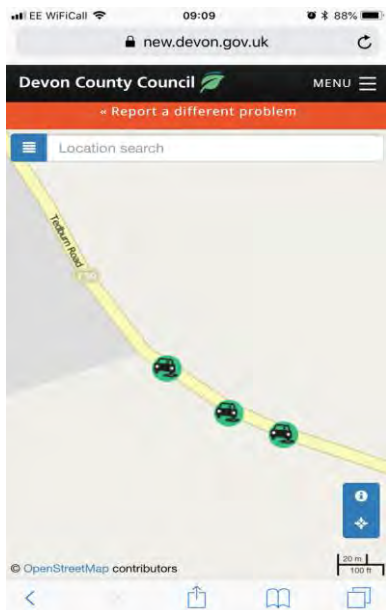 EE WiFiCall 09:09 88%
new.devon.gov.uk
Devon County Council MENU
« Report a different problem
Location search
Tedburn Road
© OpenStreetMap contributors
20 m
100 ft